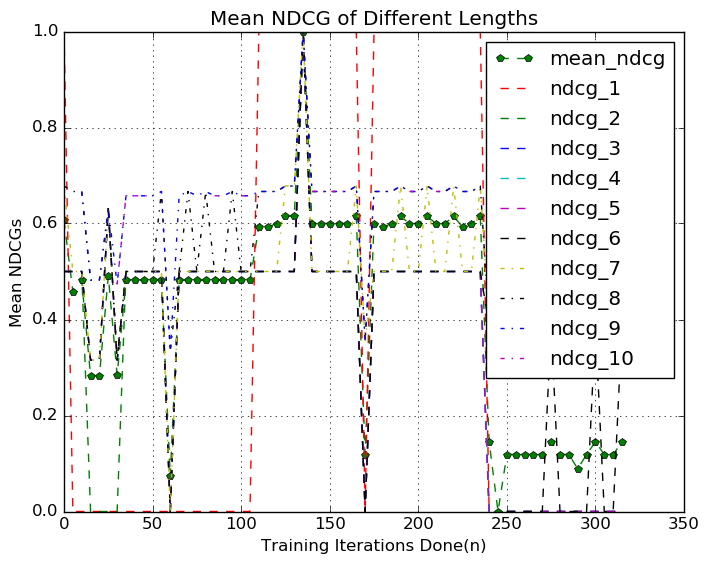 Mean NDCG of Different Lengths
1.0
0.8
0.6
0.4
0.2
0.0
Mean NDCGs
mean_ndcg
ndcg_1
ndcg_2
ndcg_3
ndcg_4
ndcg_5
ndcg_6
ndcg_7
ndcg_8
ndcg_9
ndcg_10
0 50 100 150 200 250 300 350
Training Iterations Done(n)